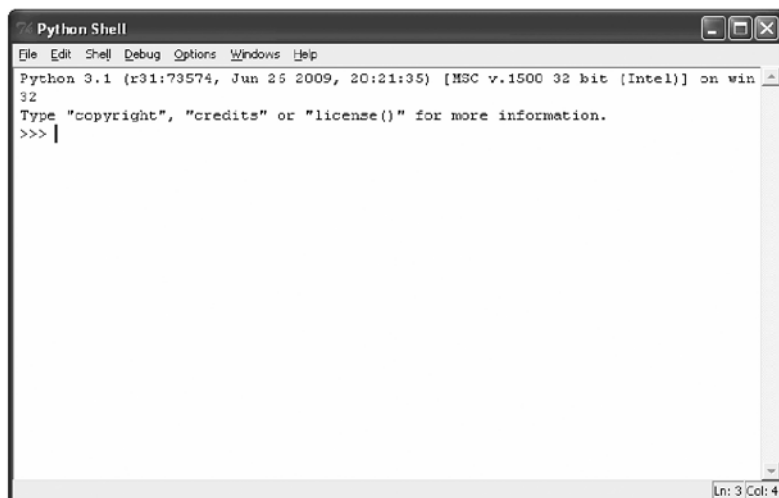 Python Shell
File Edit Shell Debug Options Windows Help
Python 3.1 (r31:73574, Jun 26 2009, 20:21:35) [MSC v.1500 32 bit (Intel)] on win
32
Type "copyright", "credits" or "license()" for more information.
>>>
Ln: 3 Col: 4